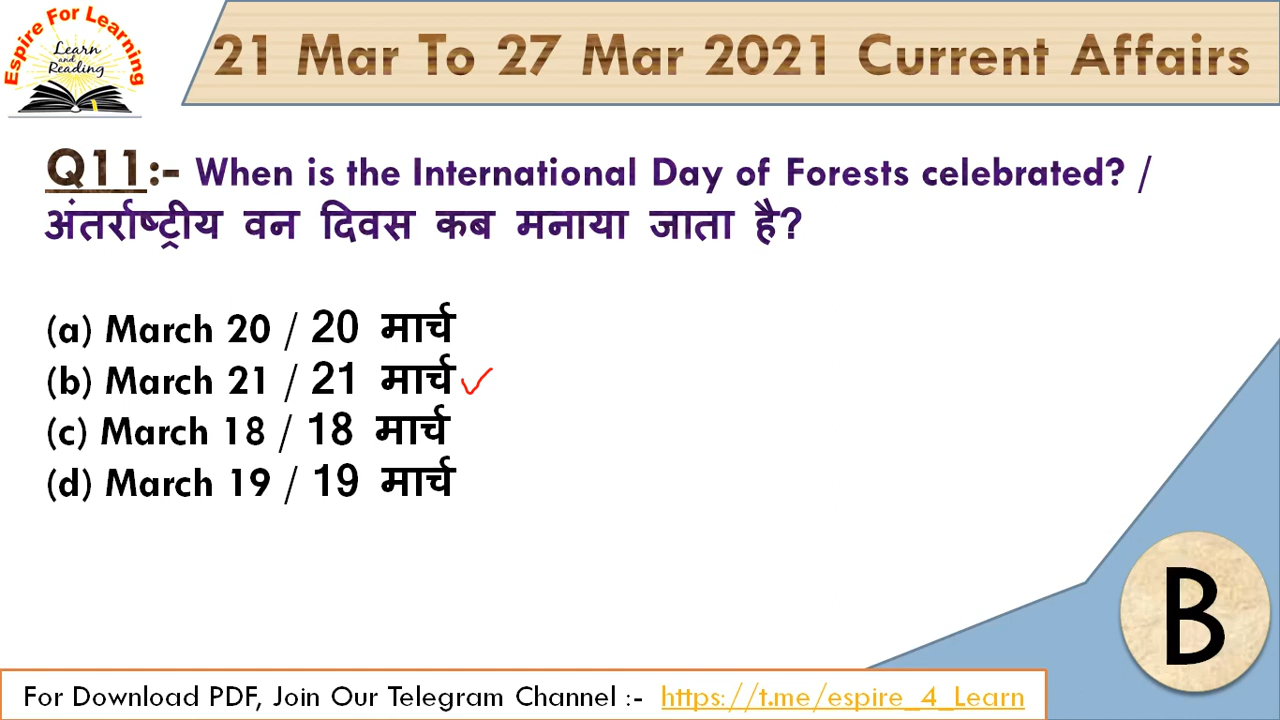 Espire For Learning
Learn
and
Reading
21 Mar To 27 Mar 2021 Current Affairs
Q11:- When is the International Day of Forests celebrated? /
अंतर्राष्ट्रीय वन दिवस कब मनाया जाता है?
(a) March 20 / 20 मार्च
(b) March 21 / 21 मार्च
(c) March 18 / 18 मार्च
(d) March 19 / 19 मार्च
B
For Download PDF, Join Our Telegram Channel :- https://t.me/espire_4_Learn